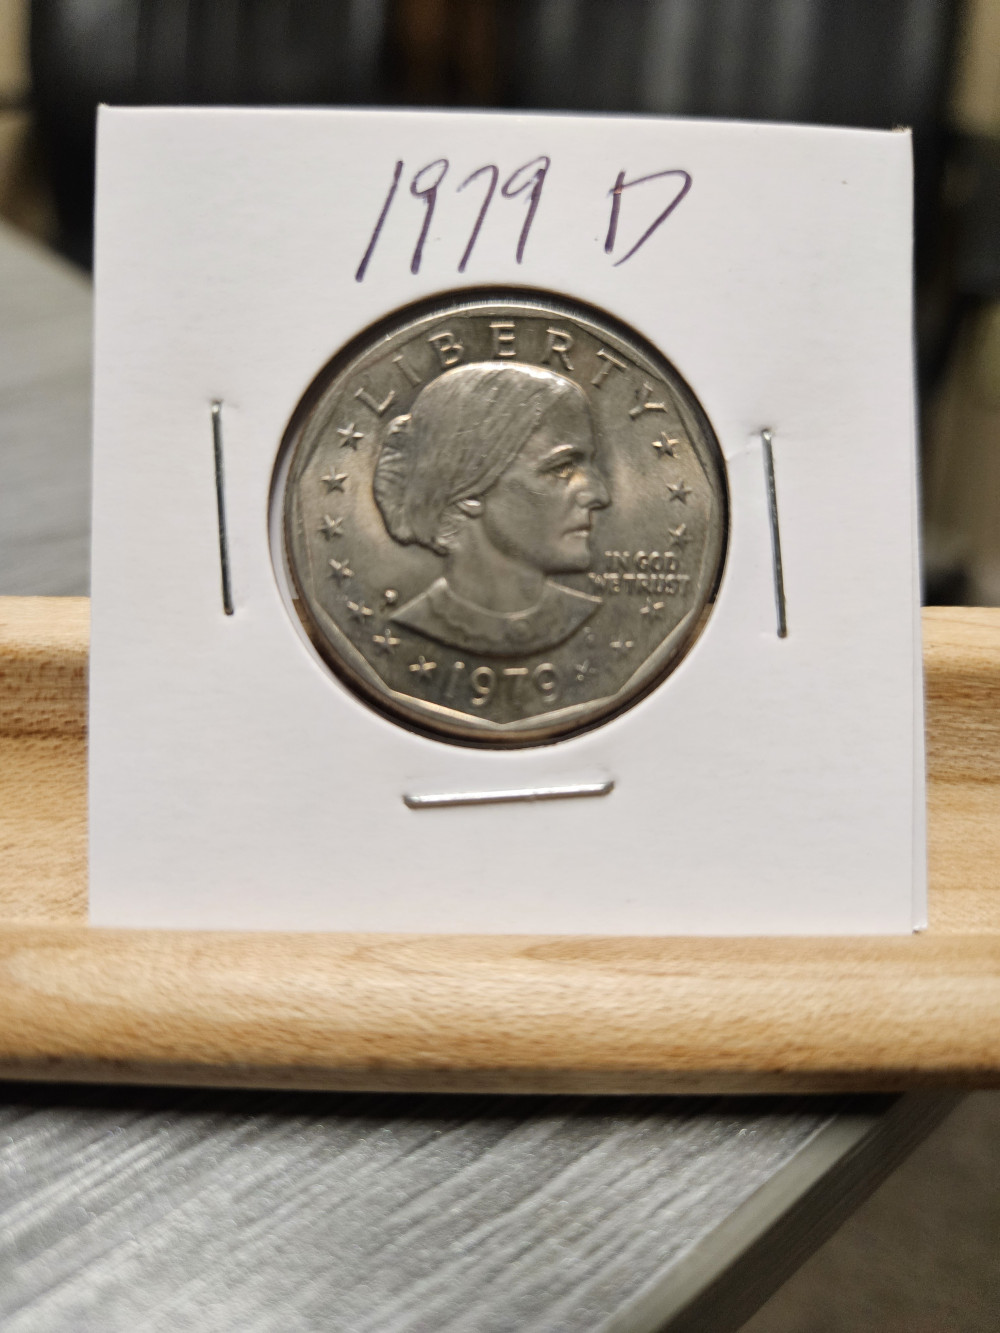 1979 D
LIBERTY
IN GOD
WE TRUST
1979